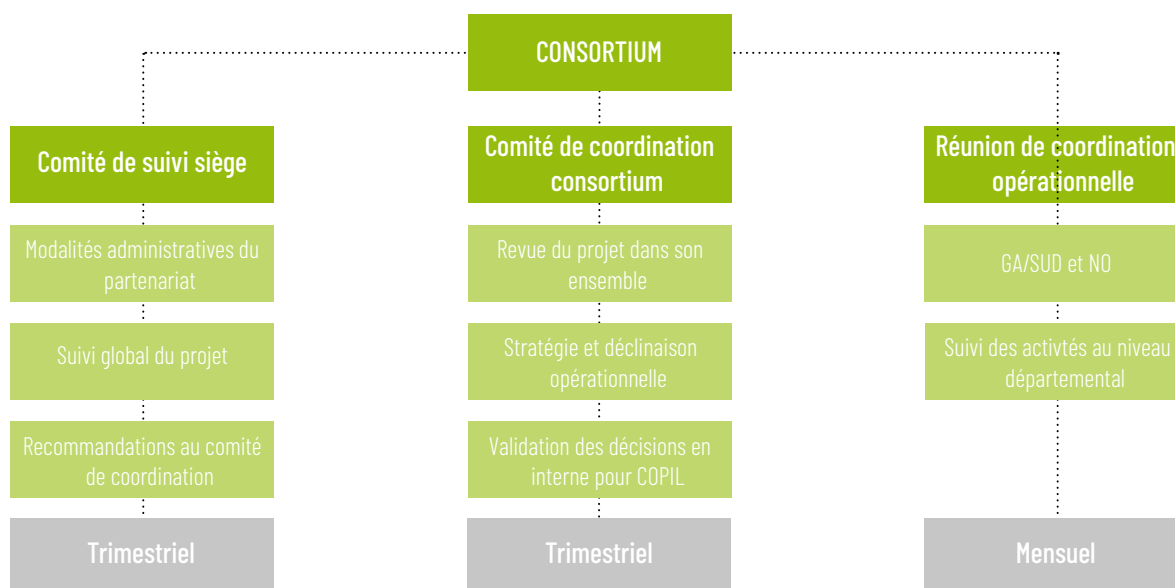 CONSORTIUM
Comité de suivi siège
Modalités administratives du
partenariat
Suivi global du projet
Recommandations au comité
de coordination
Trimestriel
Comité de coordination
consortium
Revue du projet dans son
ensemble
Stratégie et déclinaison
opérationnelle
Validation des décisions en
interne pour COPIL
Trimestriel
Réunion de coordination
opérationnelle
GA/SUD et NO
Suivi des activtés au niveau
départemental
Mensuel